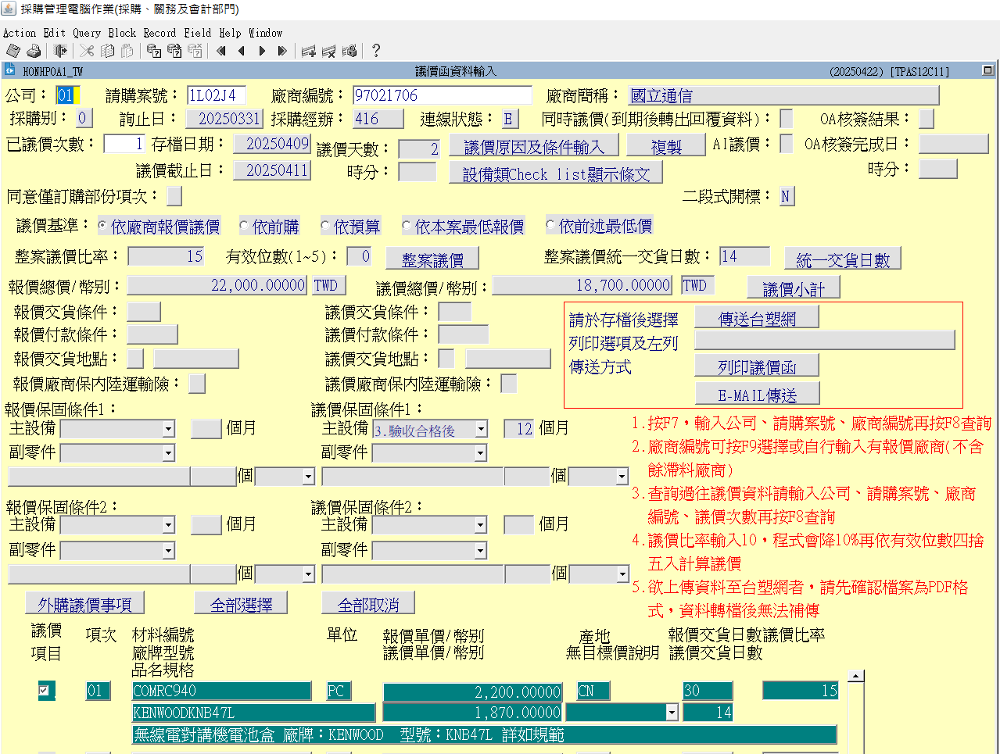 採購管理電腦作業(採購、關務及會計部門)
Action Edit Query Block Record Field Help Window
HONHPOA1_TW 議價函資料輸入 (20250422) [TPAS12C11]
公司： 01 請購案號： 1L02J4 廠商編號： 97021706 廠商簡稱： 國立通信
採購別： 0 詢止日： 20250331 採購經辦： 416 連線狀態： E 同時議價(到期後轉出回覆資料)： OA核簽結果：
已議價次數： 1 存檔日期： 20250409 議價天數： 2 議價原因及條件輸入 複製 AI議價： OA核簽完成日：
議價截止日： 20250411 時分： 設備類Check list顯示條文 時分：
同意僅訂購部份項次： 二段式開標： N
議價基準： 依廠商報價議價 依前購 依預算 依本案最低報價 依前述最低價
整案議價比率： 15 有效位數(1~5)： 0 整案議價 整案議價統一交貨日數： 14 統一交貨日數
報價總價/幣別： 22,000.00000 TWD 議價總價/幣別： 18,700.00000 TWD 議價小計
報價交貨條件： 議價交貨條件： 請於存檔後選擇 傳送台塑網
報價付款條件： 議價付款條件： 列印選項及左列
報價交貨地點： 議價交貨地點： 傳送方式 列印議價函
報價廠商保內陸運輸險： 議價廠商保內陸運輸險： E-MAIL傳送
報價保固條件1： 議價保固條件1：
主設備 個月 主設備 3.驗收合格後 12 個月
副零件 副零件
個 個
報價保固條件2： 議價保固條件2：
主設備 個月 主設備 個月
副零件 副零件
個 個
1.按F7，輸入公司、請購案號、廠商編號再按F8查詢
2.廠商編號可按F9選擇或自行輸入有報價廠商(不含
餘滯料廠商)
3.查詢過往議價資料請輸入公司、請購案號、廠商
編號、議價次數再按F8查詢
4.議價比率輸入10，程式會降10%再依有效位數四捨
五入計算議價
5.欲上傳資料至台塑網者，請先確認檔案為PDF格
式，資料轉檔後無法補傳
外購議價事項 全部選擇 全部取消
議價 項次 材料編號 單位 報價單價/幣別 產地 報價交貨日數 議價比率
項目 廠牌型號 議價單價/幣別 無目標價說明 議價交貨日數
品名規格
01 COMRC940 PC 2,200.00000 CN 30 15
KENWOODKNB47L 1,870.00000 14
無線電對講機電池盒 廠牌：KENWOOD 型號：KNB47L 詳如規範